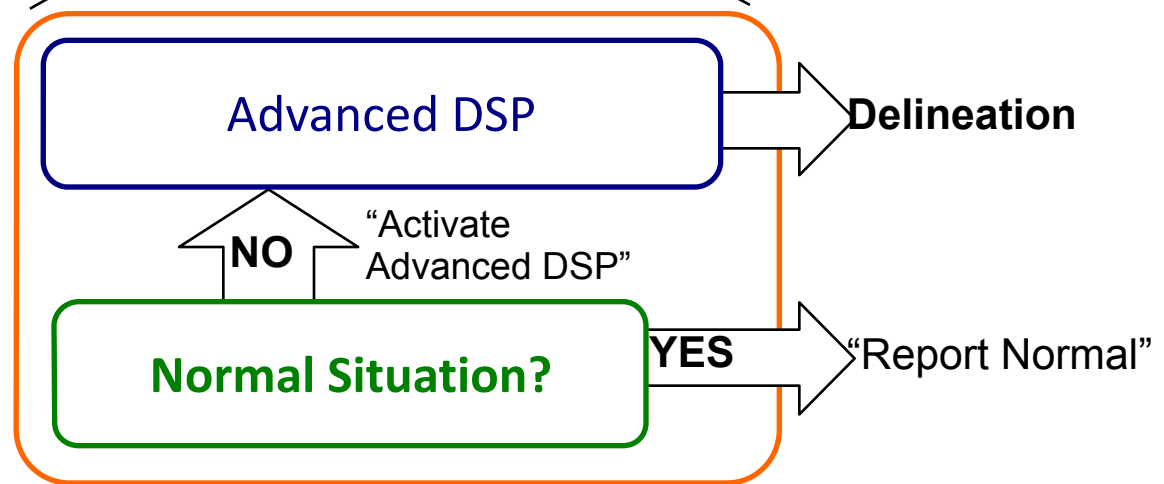 Advanced DSP
Delineation
NO
“Activate
Advanced DSP”
Normal Situation?
YES
“Report Normal”